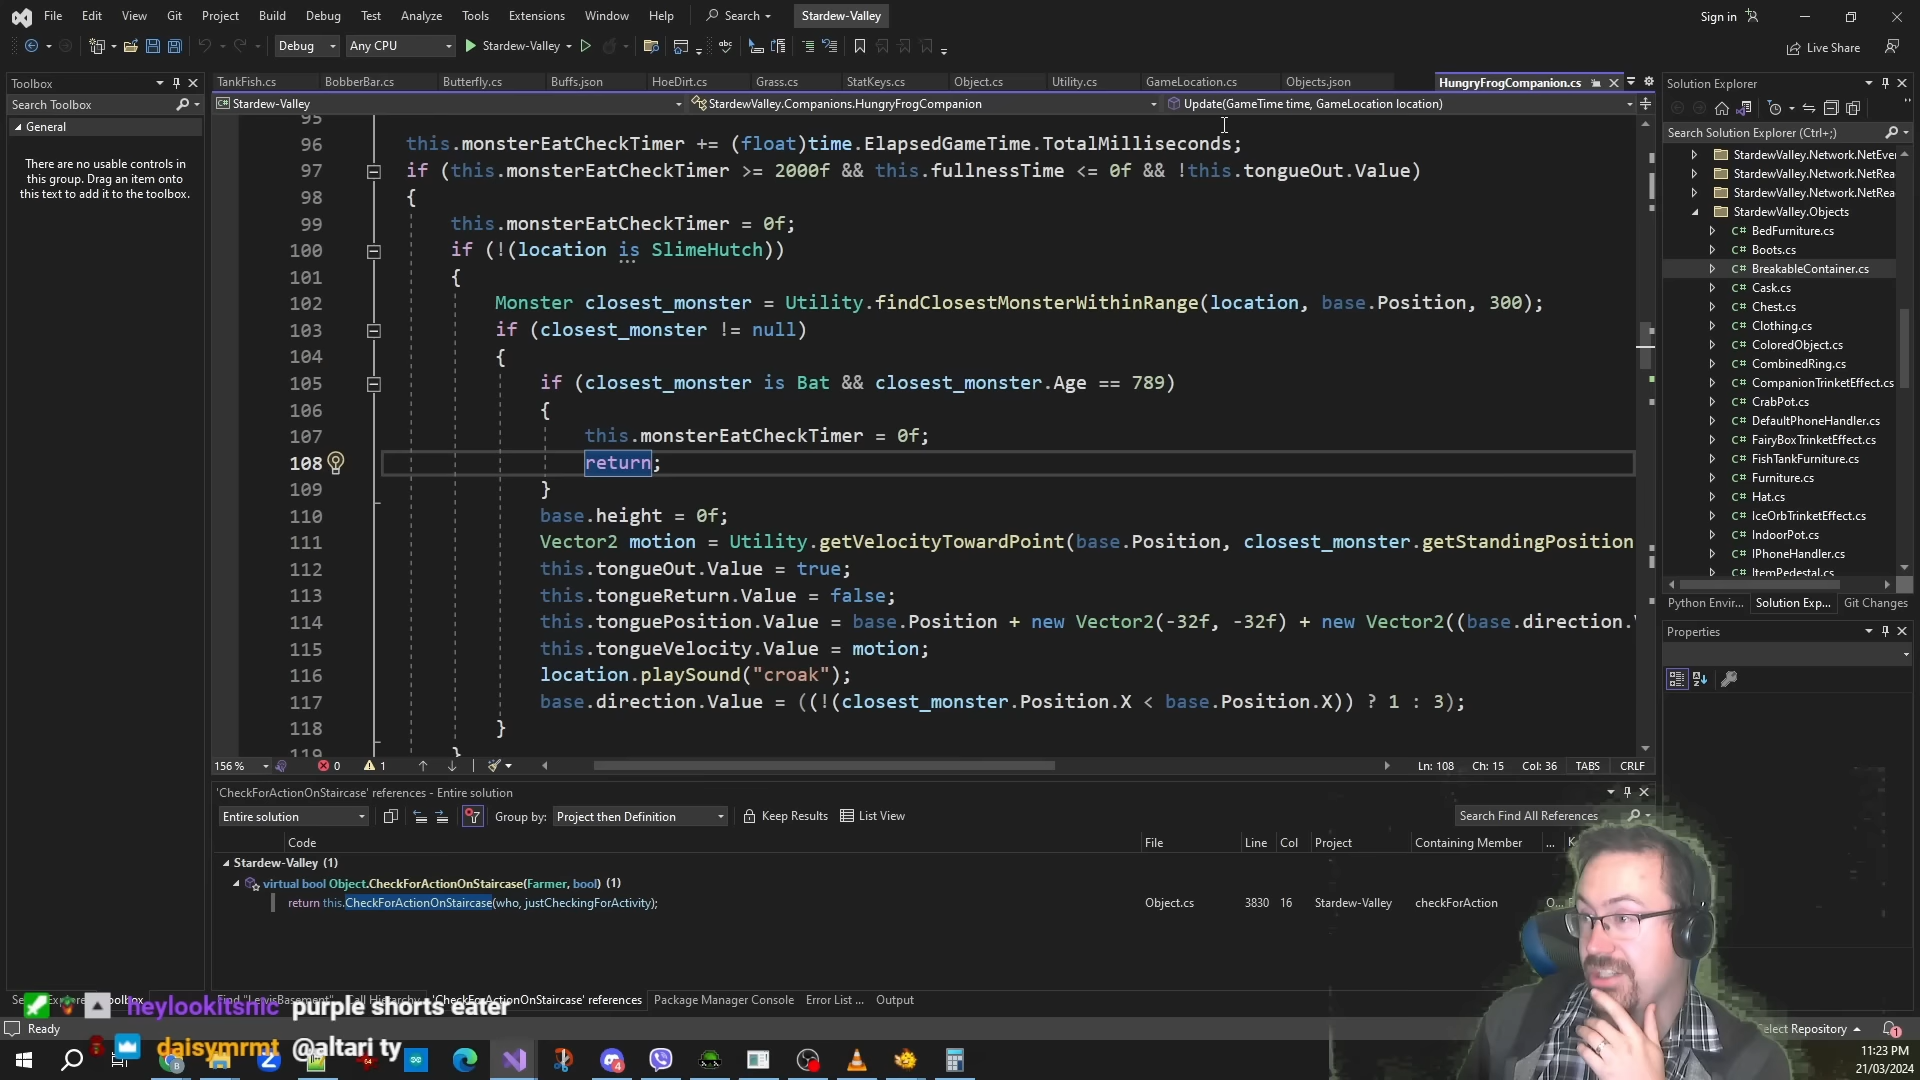 File Edit View Git Project Build Debug Test Analyze Tools Extensions Window Help Search Stardew-Valley Sign in
Debug Any CPU Stardew-Valley Live Share
Toolbox
Search Toolbox
General
There are no usable controls in
this group. Drag an item onto
this text to add it to the toolbox.
TankFish.cs BobberBar.cs Butterfly.cs Buffs.json HoeDirt.cs Grass.cs StatKeys.cs Object.cs Utility.cs GameLocation.cs Objects.json HungryFrogCompanion.cs
Stardew-Valley StardewValley.Companions.HungryFrogCompanion Update(GameTime time, GameLocation location)
95
96 this.monsterEatCheckTimer += (float)time.ElapsedGameTime.TotalMilliseconds;
97 if (this.monsterEatCheckTimer >= 2000f && this.fullnessTime <= 0f && !this.tongueOut.Value)
98 {
99 this.monsterEatCheckTimer = 0f;
100 if (!(location is SlimeHutch))
101 {
102 Monster closest_monster = Utility.findClosestMonsterWithinRange(location, base.Position, 300);
103 if (closest_monster != null)
104 {
105 if (closest_monster is Bat && closest_monster.Age == 789)
106 {
107 this.monsterEatCheckTimer = 0f;
108 return;
109 }
110 base.height = 0f;
111 Vector2 motion = Utility.getVelocityTowardPoint(base.Position, closest_monster.getStandingPosition
112 this.tongueOut.Value = true;
113 this.tongueReturn.Value = false;
114 this.tonguePosition.Value = base.Position + new Vector2(-32f, -32f) + new Vector2((base.direction.
115 this.tongueVelocity.Value = motion;
116 location.playSound("croak");
117 base.direction.Value = ((!(closest_monster.Position.X < base.Position.X)) ? 1 : 3);
118 }
119 }
156 % 0 1 Ln: 108 Ch: 15 Col: 36 TABS CRLF
Solution Explorer
Search Solution Explorer (Ctrl+;)
StardewValley.Network.NetEve
StardewValley.Network.NetRea
StardewValley.Network.NetRea
StardewValley.Objects
C# BedFurniture.cs
C# Boots.cs
C# BreakableContainer.cs
C# Cask.cs
C# Chest.cs
C# Clothing.cs
C# ColoredObject.cs
C# CombinedRing.cs
C# CompanionTrinketEffect.cs
C# CrabPot.cs
C# DefaultPhoneHandler.cs
C# FairyBoxTrinketEffect.cs
C# FishTankFurniture.cs
C# Furniture.cs
C# Hat.cs
C# IceOrbTrinketEffect.cs
C# IndoorPot.cs
C# IPhoneHandler.cs
C# ItemPedestal.cs
Python Envir... Solution Exp... Git Changes
Properties
'CheckForActionOnStaircase' references - Entire solution
Entire solution Group by: Project then Definition Keep Results List View Search Find All References
Code File Line Col Project Containing Member ... K
Stardew-Valley (1)
virtual bool Object.CheckForActionOnStaircase(Farmer, bool) (1)
return this.CheckForActionOnStaircase(who, justCheckingForActivity); Object.cs 3830 16 Stardew-Valley checkForAction O...
Toolbox Find "LewisBasement" Call Hierarchy 'CheckForActionOnStaircase' references Package Manager Console Error List ... Output
heylookitsnic purple shorts eater
Ready Select Repository 1
daisymrmt @altari ty
11:23 PM
21/03/2024